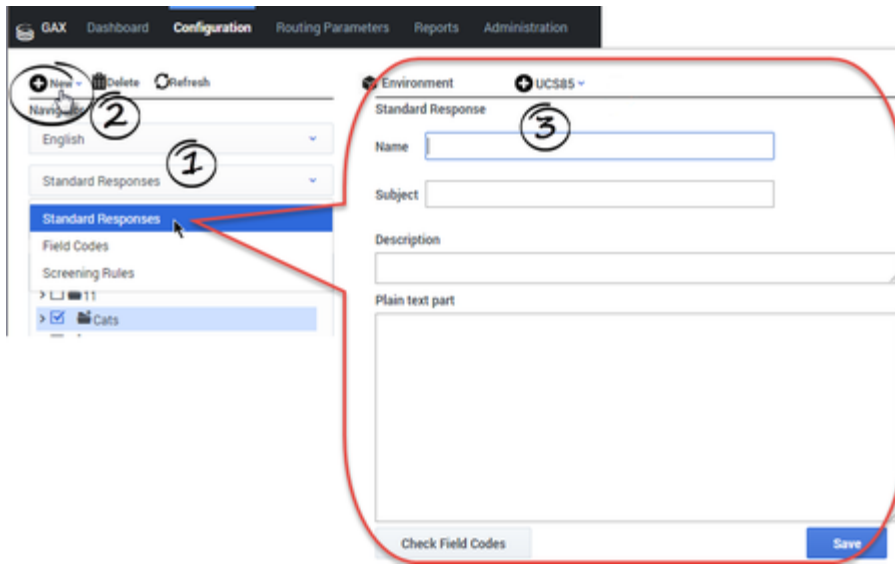 GAX Dashboard Configuration Routing Parameters Reports Administration
New Delete Refresh
Environment UCS85
2
Standard Response
3
English
1
Name
Standard Responses
Subject
Standard Responses
Field Codes
Description
Screening Rules
11
Plain text part
Cats
Check Field Codes Save